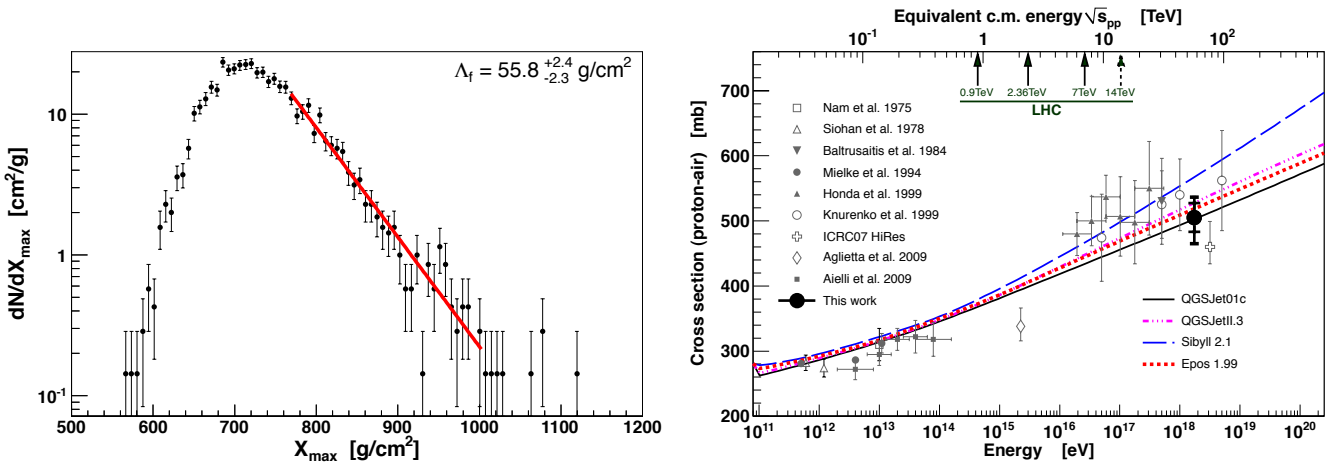 Λf = 55.8 +2.4 -2.3 g/cm²
dN/dXmax [cm²/g]
10
1
10⁻¹
500 600 700 800 900 1000 1100 1200
Xmax [g/cm²]
Equivalent c.m. energy √spp [TeV]
10⁻¹ 1 10 10²
0.9TeV 2.36TeV 7TeV 14TeV
LHC
Cross section (proton-air) [mb]
700
600
500
400
300
200
Nam et al. 1975
Siohan et al. 1978
Baltrusaitis et al. 1984
Mielke et al. 1994
Honda et al. 1999
Knurenko et al. 1999
ICRC07 HiRes
Aglietta et al. 2009
Aielli et al. 2009
This work
QGSJet01c
QGSJetII.3
Sibyll 2.1
Epos 1.99
10¹¹ 10¹² 10¹³ 10¹⁴ 10¹⁵ 10¹⁶ 10¹⁷ 10¹⁸ 10¹⁹ 10²⁰
Energy [eV]